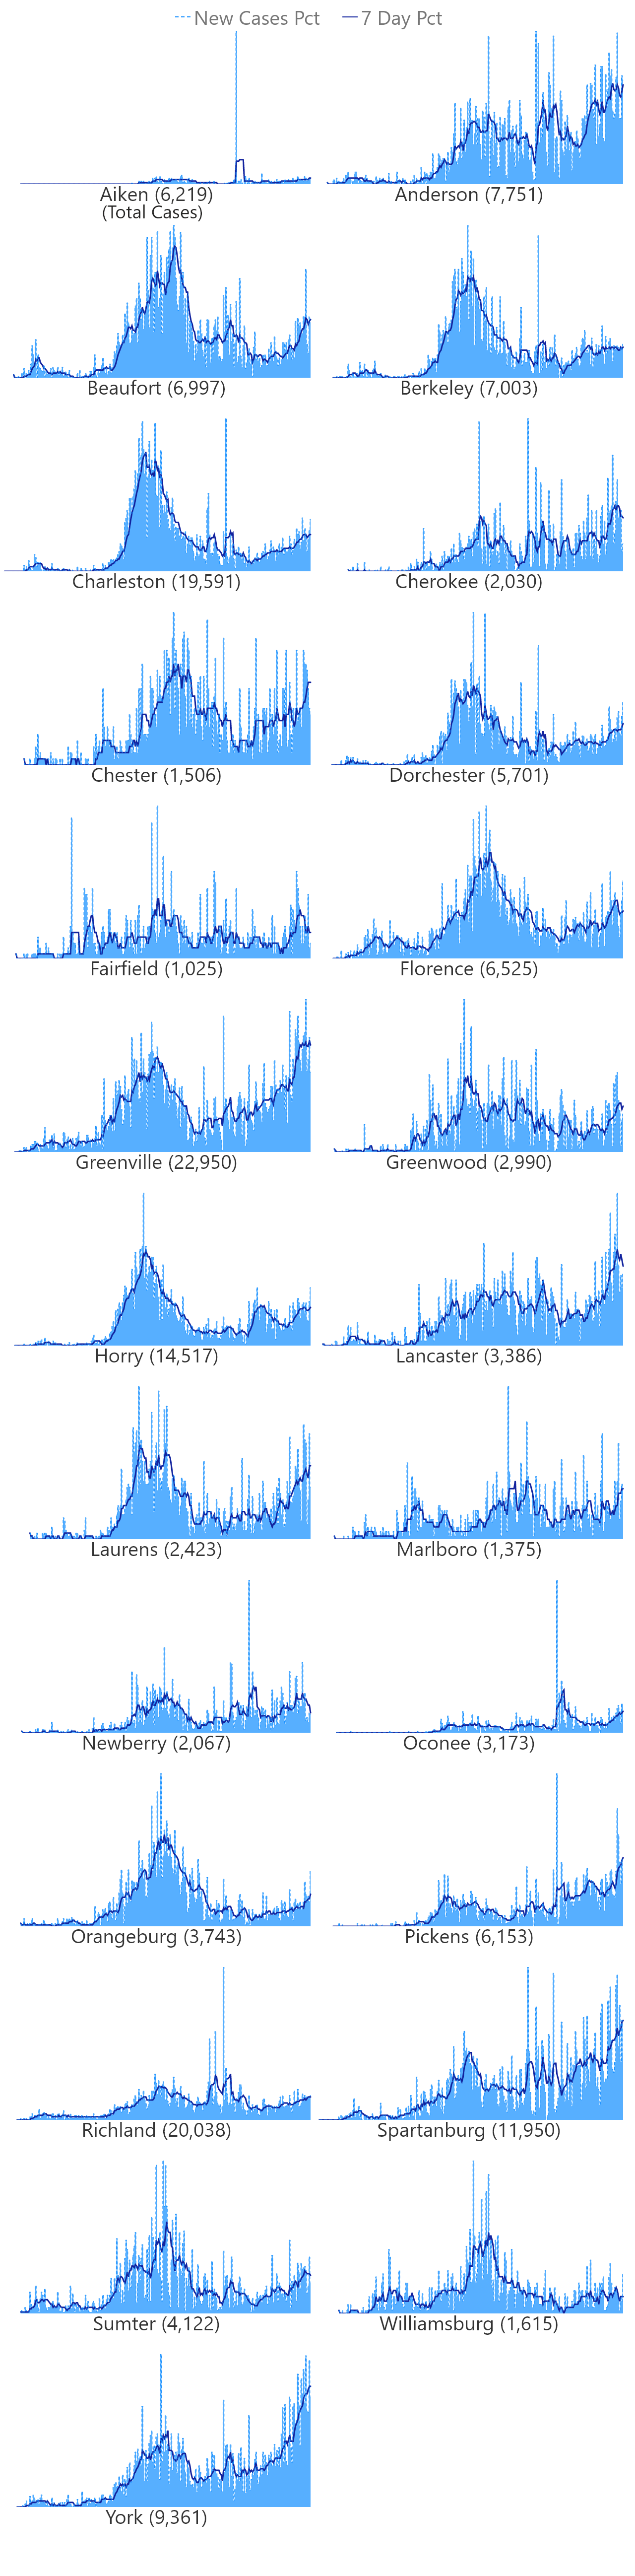 New Cases Pct 7 Day Pct
Aiken (6,219)
(Total Cases)
Anderson (7,751)
Beaufort (6,997)
Berkeley (7,003)
Charleston (19,591)
Cherokee (2,030)
Chester (1,506)
Dorchester (5,701)
Fairfield (1,025)
Florence (6,525)
Greenville (22,950)
Greenwood (2,990)
Horry (14,517)
Lancaster (3,386)
Laurens (2,423)
Marlboro (1,375)
Newberry (2,067)
Oconee (3,173)
Orangeburg (3,743)
Pickens (6,153)
Richland (20,038)
Spartanburg (11,950)
Sumter (4,122)
Williamsburg (1,615)
York (9,361)